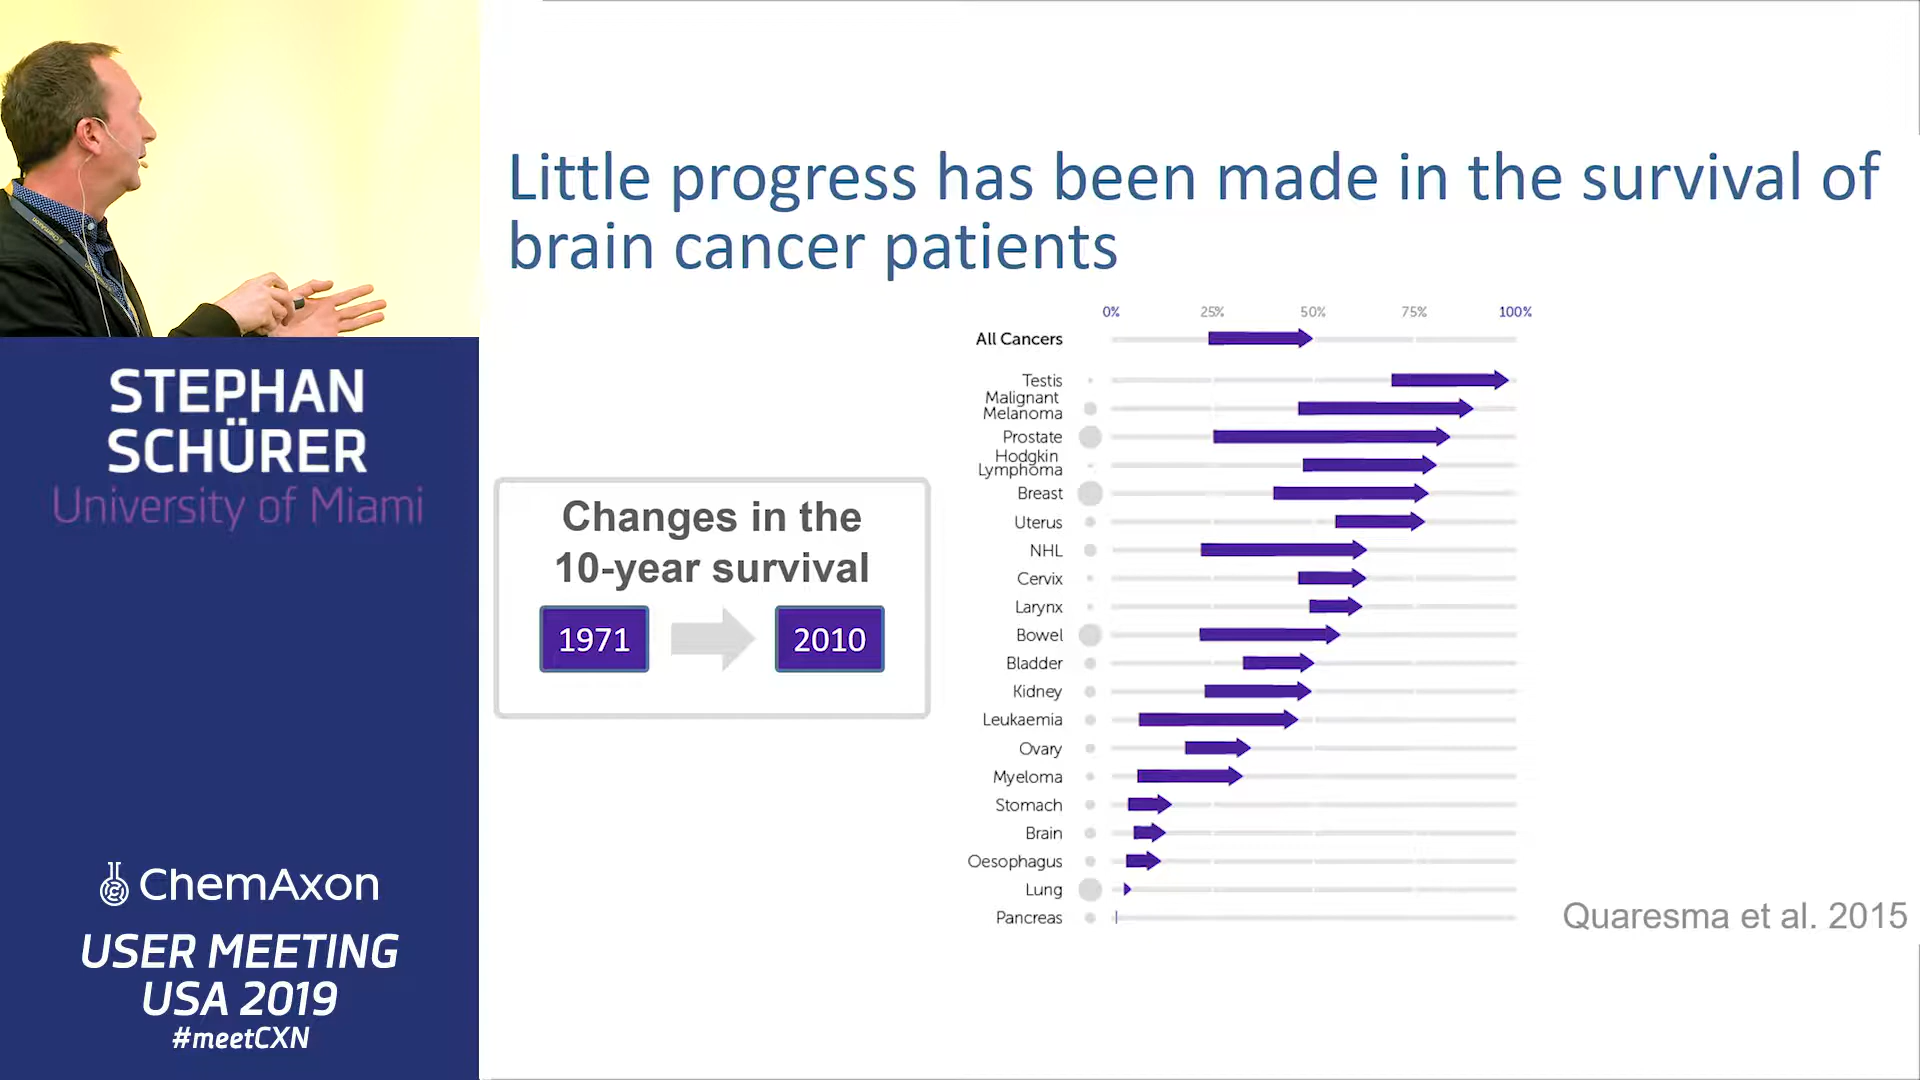 Little progress has been made in the survival of
brain cancer patients
STEPHAN
SCHÜRER
University of Miami
ChemAxon
USER MEETING
USA 2019
#meetCXN
Changes in the
10-year survival
1971
2010
0% 25% 50% 75% 100%
All Cancers
Testis
Malignant
Melanoma
Prostate
Hodgkin
Lymphoma
Breast
Uterus
NHL
Cervix
Larynx
Bowel
Bladder
Kidney
Leukaemia
Ovary
Myeloma
Stomach
Brain
Oesophagus
Lung
Pancreas
Quaresma et al. 2015